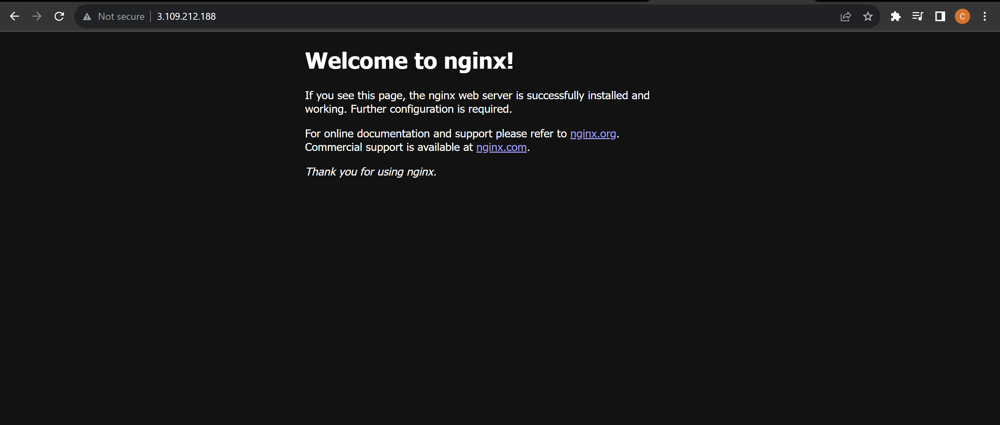 Not secure | 3.109.212.188
C
Welcome to nginx!
If you see this page, the nginx web server is successfully installed and
working. Further configuration is required.
For online documentation and support please refer to nginx.org.
Commercial support is available at nginx.com.
Thank you for using nginx.